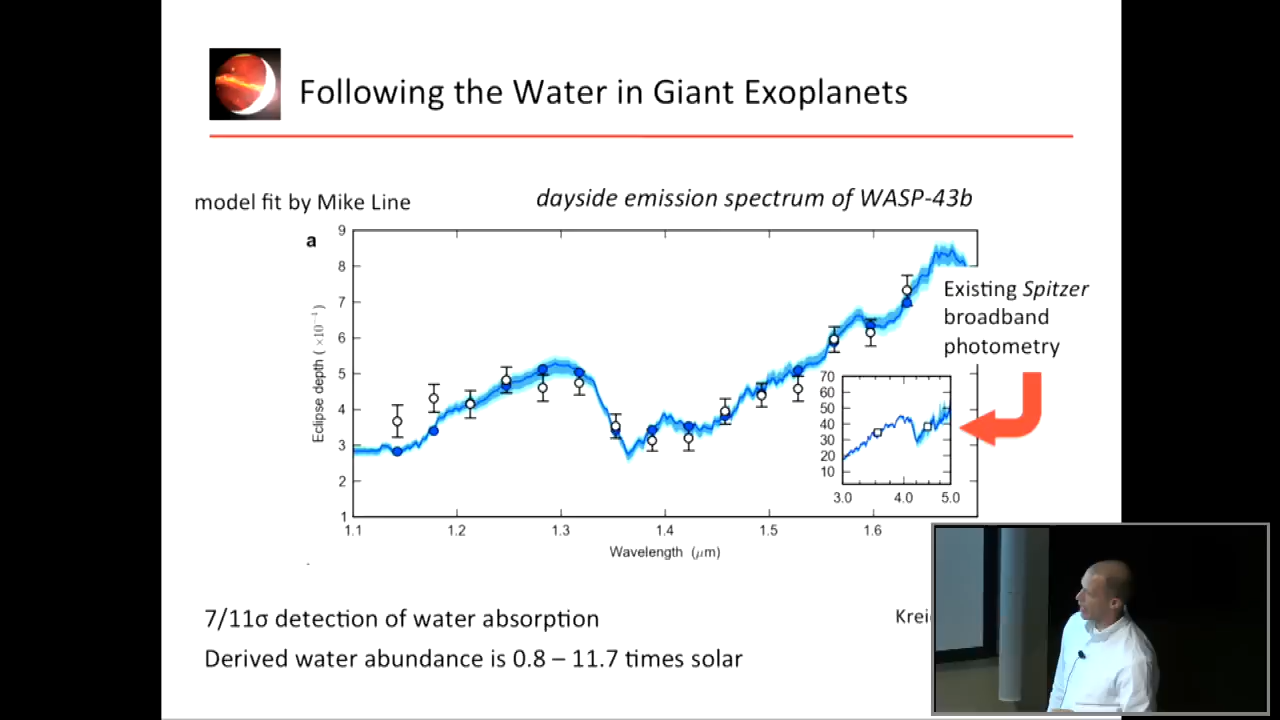 Following the Water in Giant Exoplanets
model fit by Mike Line
dayside emission spectrum of WASP-43b
a
9
8
7
6
5
4
3
2
1
Eclipse depth (
1.1
1.2
1.3
1.4
1.5
1.6
Wavelength (μm)
Existing Spitzer
broadband
photometry
70
60
50
40
30
20
10
3.0
4.0
5.0
7/11σ detection of water absorption
Derived water abundance is 0.8 – 11.7 times solar